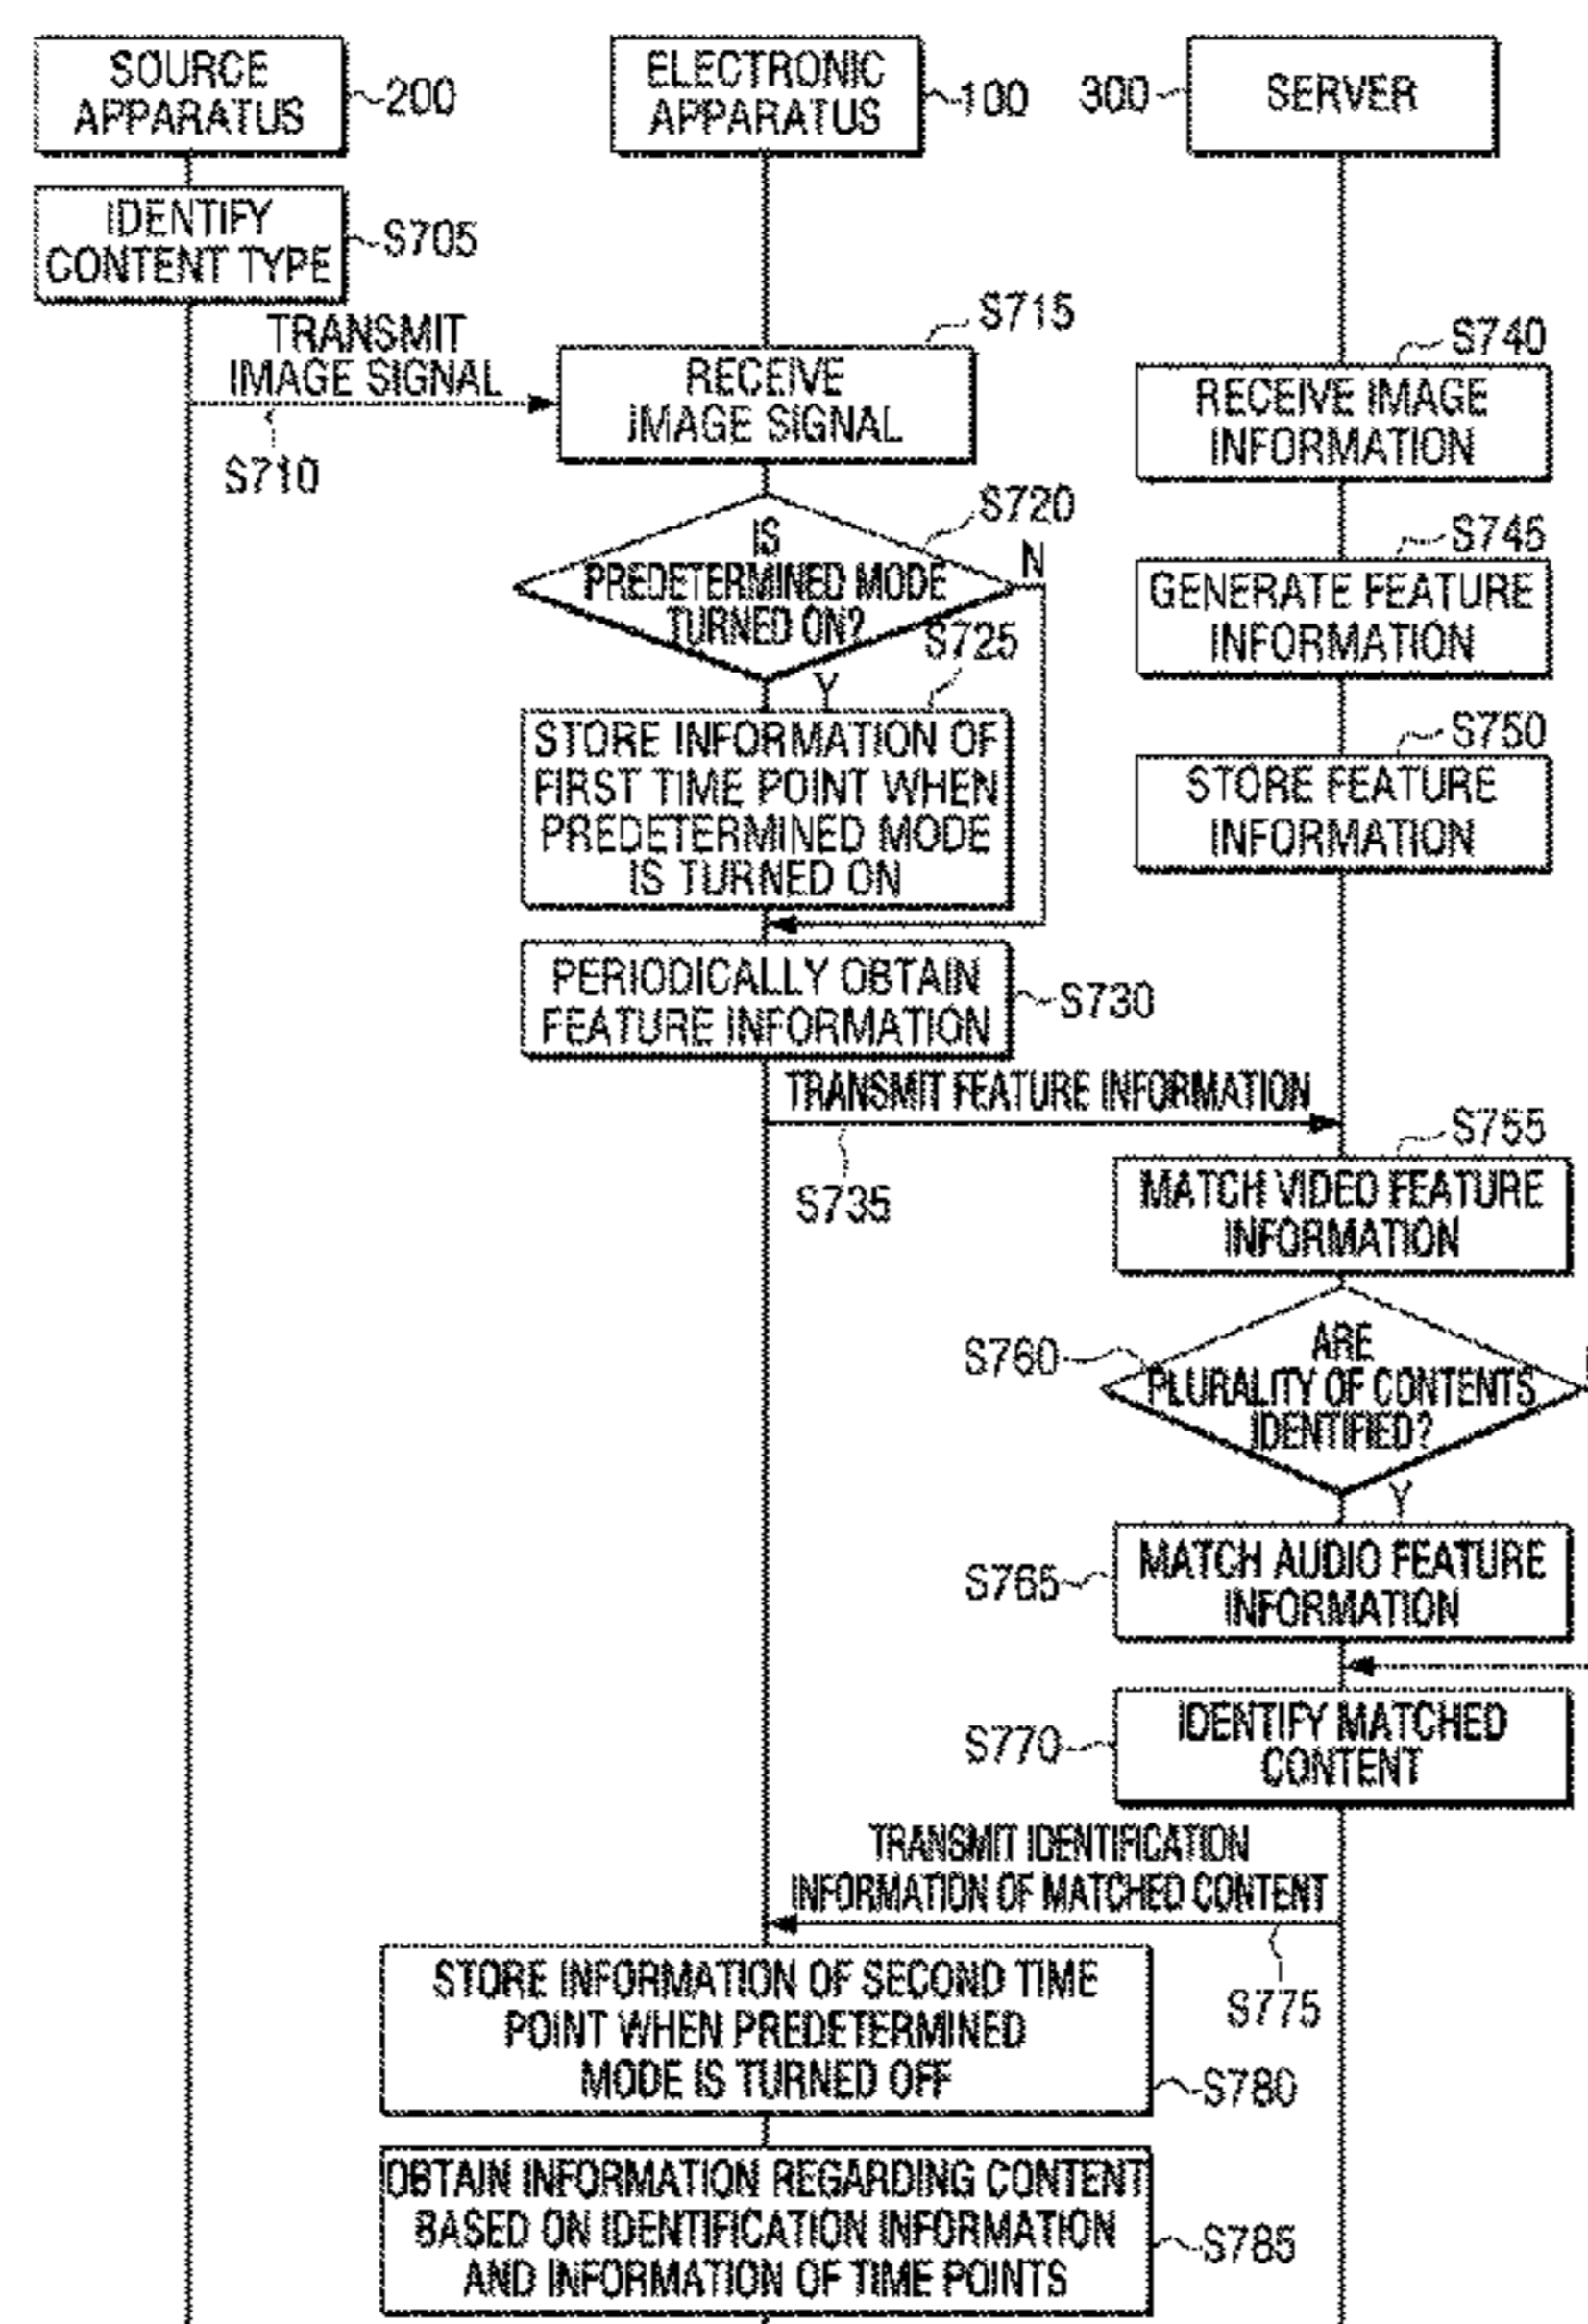 SOURCE
APPARATUS
200
ELECTRONIC
APPARATUS
100
300
SERVER
IDENTIFY
CONTENT TYPE
S705
TRANSMIT
IMAGE SIGNAL
S710
S715
RECEIVE
IMAGE SIGNAL
S740
RECEIVE IMAGE
INFORMATION
S720
IS
PREDETERMINED MODE
TURNED ON?
N
Y
S745
GENERATE FEATURE
INFORMATION
S725
STORE INFORMATION OF
FIRST TIME POINT WHEN
PREDETERMINED MODE
IS TURNED ON
S750
STORE FEATURE
INFORMATION
PERIODICALLY OBTAIN
FEATURE INFORMATION
S730
TRANSMIT FEATURE INFORMATION
S735
S755
MATCH VIDEO FEATURE
INFORMATION
S760
ARE
PLURALITY OF CONTENTS
IDENTIFIED?
Y
S765
MATCH AUDIO FEATURE
INFORMATION
S770
IDENTIFY MATCHED
CONTENT
TRANSMIT IDENTIFICATION
INFORMATION OF MATCHED CONTENT
S775
STORE INFORMATION OF SECOND TIME
POINT WHEN PREDETERMINED
MODE IS TURNED OFF
S780
OBTAIN INFORMATION REGARDING CONTENT
BASED ON IDENTIFICATION INFORMATION
AND INFORMATION OF TIME POINTS
S785